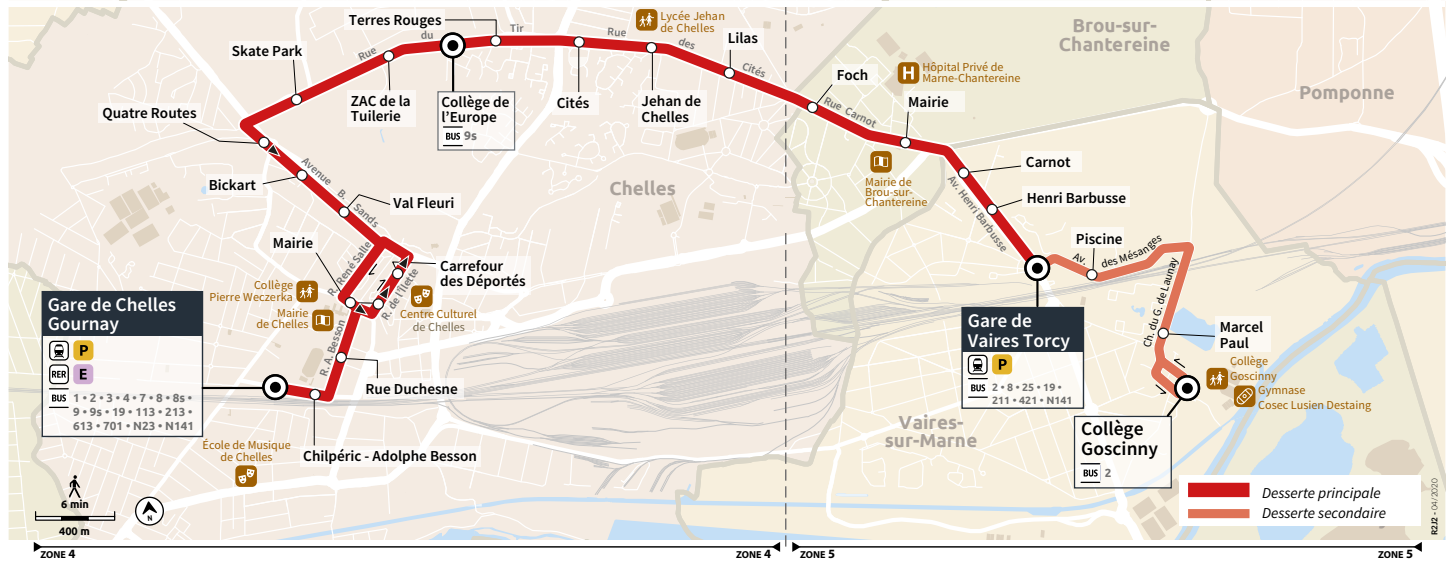 Terres Rouges
Rue
du
Tir
Rue
des
Cités
Lycée Jehan
de Chelles
Lilas
Brou-sur-
Chantereine
Skate Park
Foch
H
Hôpital Privé de
Marne-Chantereine
Pomponne
ZAC de la
Tuilerie
Collège de
l'Europe
BUS 9s
Cités
Jehan de
Chelles
Rue Carnot
Mairie
Quatre Routes
Avenue B. Sands
Bickart
Val Fleuri
Chelles
Mairie de
Brou-sur-
Chantereine
Carnot
Henri Barbusse
Av. Henri Barbusse
Mairie
R. René Salle
R. de l'Ilette
Carrefour
des Déportés
Piscine
Av. des Mésanges
Collège
Pierre Weczerka
Mairie
de Chelles
Centre Culturel
de Chelles
Ch. du G. de Launay
Gare de Chelles
Gournay
P
RER E
BUS 1 • 2 • 3 • 4 • 7 • 8 • 8s •
9 • 9s • 19 • 113 • 213 •
613 • 701 • N23 • N141
R. A. Besson
Rue Duchesne
Gare de
Vaires Torcy
P
BUS 2 • 8 • 25 • 19 •
211 • 421 • N141
Marcel
Paul
Collège
Goscinny
Gymnase
Cosec Lusien Destaing
École de Musique
de Chelles
Chilpéric - Adolphe Besson
Vaires-
sur-Marne
Collège
Goscinny
BUS 2
6 min
400 m
N
Desserte principale
Desserte secondaire
R2J2 - 04/2020
ZONE 4
ZONE 4
ZONE 5
ZONE 5